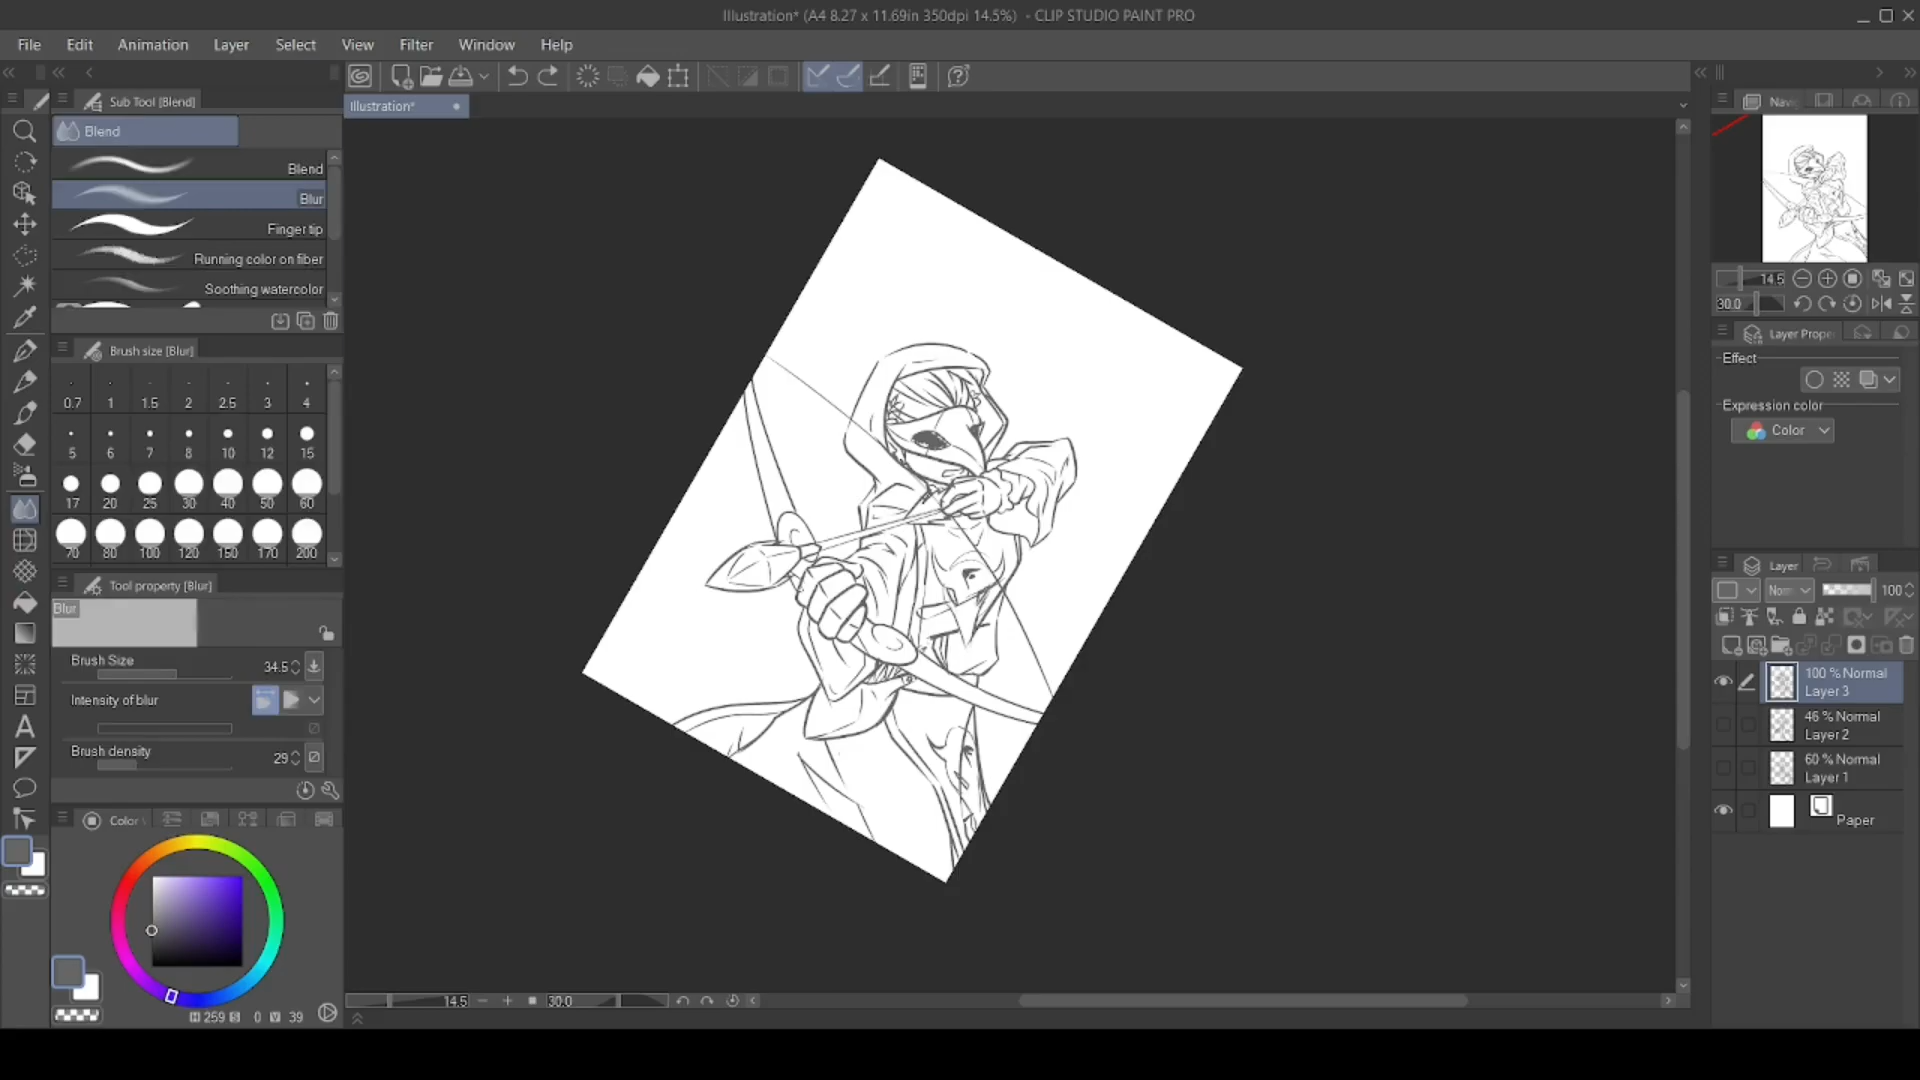 Illustration* (A4 8.27 x 11.69in 350dpi 14.5%) - CLIP STUDIO PAINT PRO
File Edit Animation Layer Select View Filter Window Help
Sub Tool [Blend]
Illustration*
Blend
Blend
Blur
Finger tip
Running color on fiber
Soothing watercolor
Brush size [Blur]
0.7 1 1.5 2 2.5 3 4
5 6 7 8 10 12 15
17 20 25 30 40 50 60
70 80 100 120 150 170 200
Tool property [Blur]
Blur
Brush Size 34.5
Intensity of blur
Brush density 29
Color
259 S 0 V 39
14.5 30.0
14.5
30.0
Layer Prope
Effect
Expression color
Color
Layer
100
100 % Normal
Layer 3
46 % Normal
Layer 2
60 % Normal
Layer 1
Paper